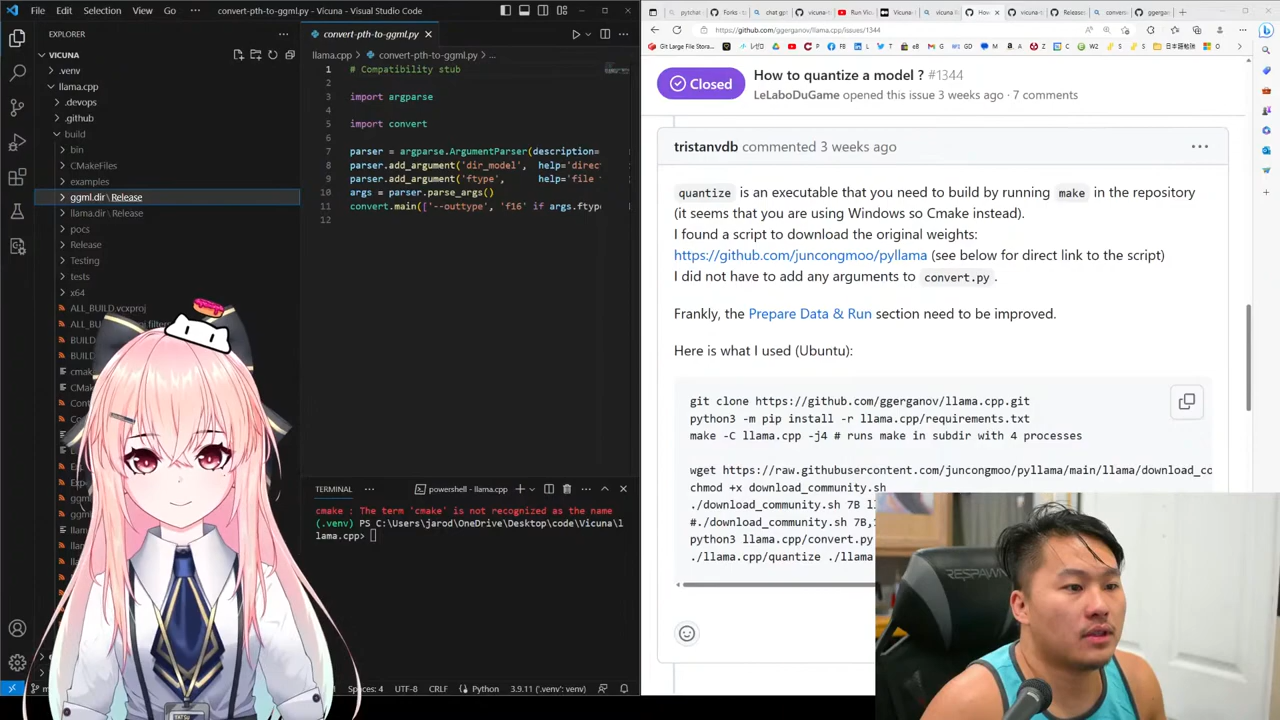 File Edit Selection View Go ··· convert-pth-to-ggml.py - Vicuna - Visual Studio Code
EXPLORER
VICUNA
.venv
llama.cpp
.devops
.github
build
bin
CMakeFiles
examples
ggml.dir \ Release
llama.dir \ Release
pocs
Release
Testing
tests
x64
ALL_BUILD.vcxproj
convert-pth-to-ggml.py
llama.cpp > convert-pth-to-ggml.py > ...
1 # Compatibility stub
2
3 import argparse
4
5 import convert
6
7 parser = argparse.ArgumentParser(description=
8 parser.add_argument('dir_model', help='direc
9 parser.add_argument('ftype', help='file
10 args = parser.parse_args()
11 convert.main(['--outtype', 'f16' if args.ftype
12
TERMINAL ··· powershell - llama.cpp
cmake : The term 'cmake' is not recognized as the name
(.venv) PS C:\Users\jarod\OneDrive\Desktop\code\Vicuna\l
lama.cpp>
Spaces: 4 UTF-8 CRLF Python 3.9.11 ('.venv': venv)
https://github.com/ggerganov/llama.cpp/issues/1344
Closed
How to quantize a model ? #1344
LeLaboDuGame opened this issue 3 weeks ago · 7 comments
tristanvdb commented 3 weeks ago
quantize is an executable that you need to build by running make in the repository
(it seems that you are using Windows so Cmake instead).
I found a script to download the original weights:
https://github.com/juncongmoo/pyllama (see below for direct link to the script)
I did not have to add any arguments to convert.py .
Frankly, the Prepare Data & Run section need to be improved.
Here is what I used (Ubuntu):
git clone https://github.com/ggerganov/llama.cpp.git
python3 -m pip install -r llama.cpp/requirements.txt
make -C llama.cpp -j4 # runs make in subdir with 4 processes
wget https://raw.githubusercontent.com/juncongmoo/pyllama/main/llama/download_co
chmod +x download_community.sh
./download_community.sh 7B
#./download_community.sh 7B,
python3 llama.cpp/convert.py
./llama.cpp/quantize ./llama
RESPAWN